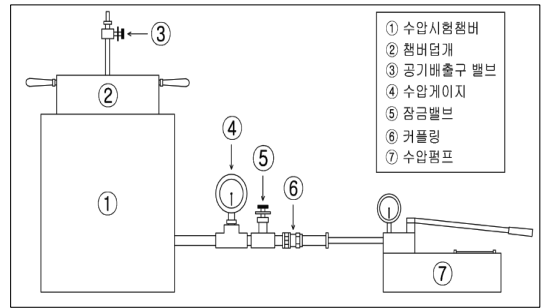 ① 수압시험챔버
② 챔버덥개
③ 공기배출구 밸브
④ 수압게이지
⑤ 잠금밸브
⑥ 커플링
⑦ 수압펌프
③
②
④
⑤
⑥
①
⑦